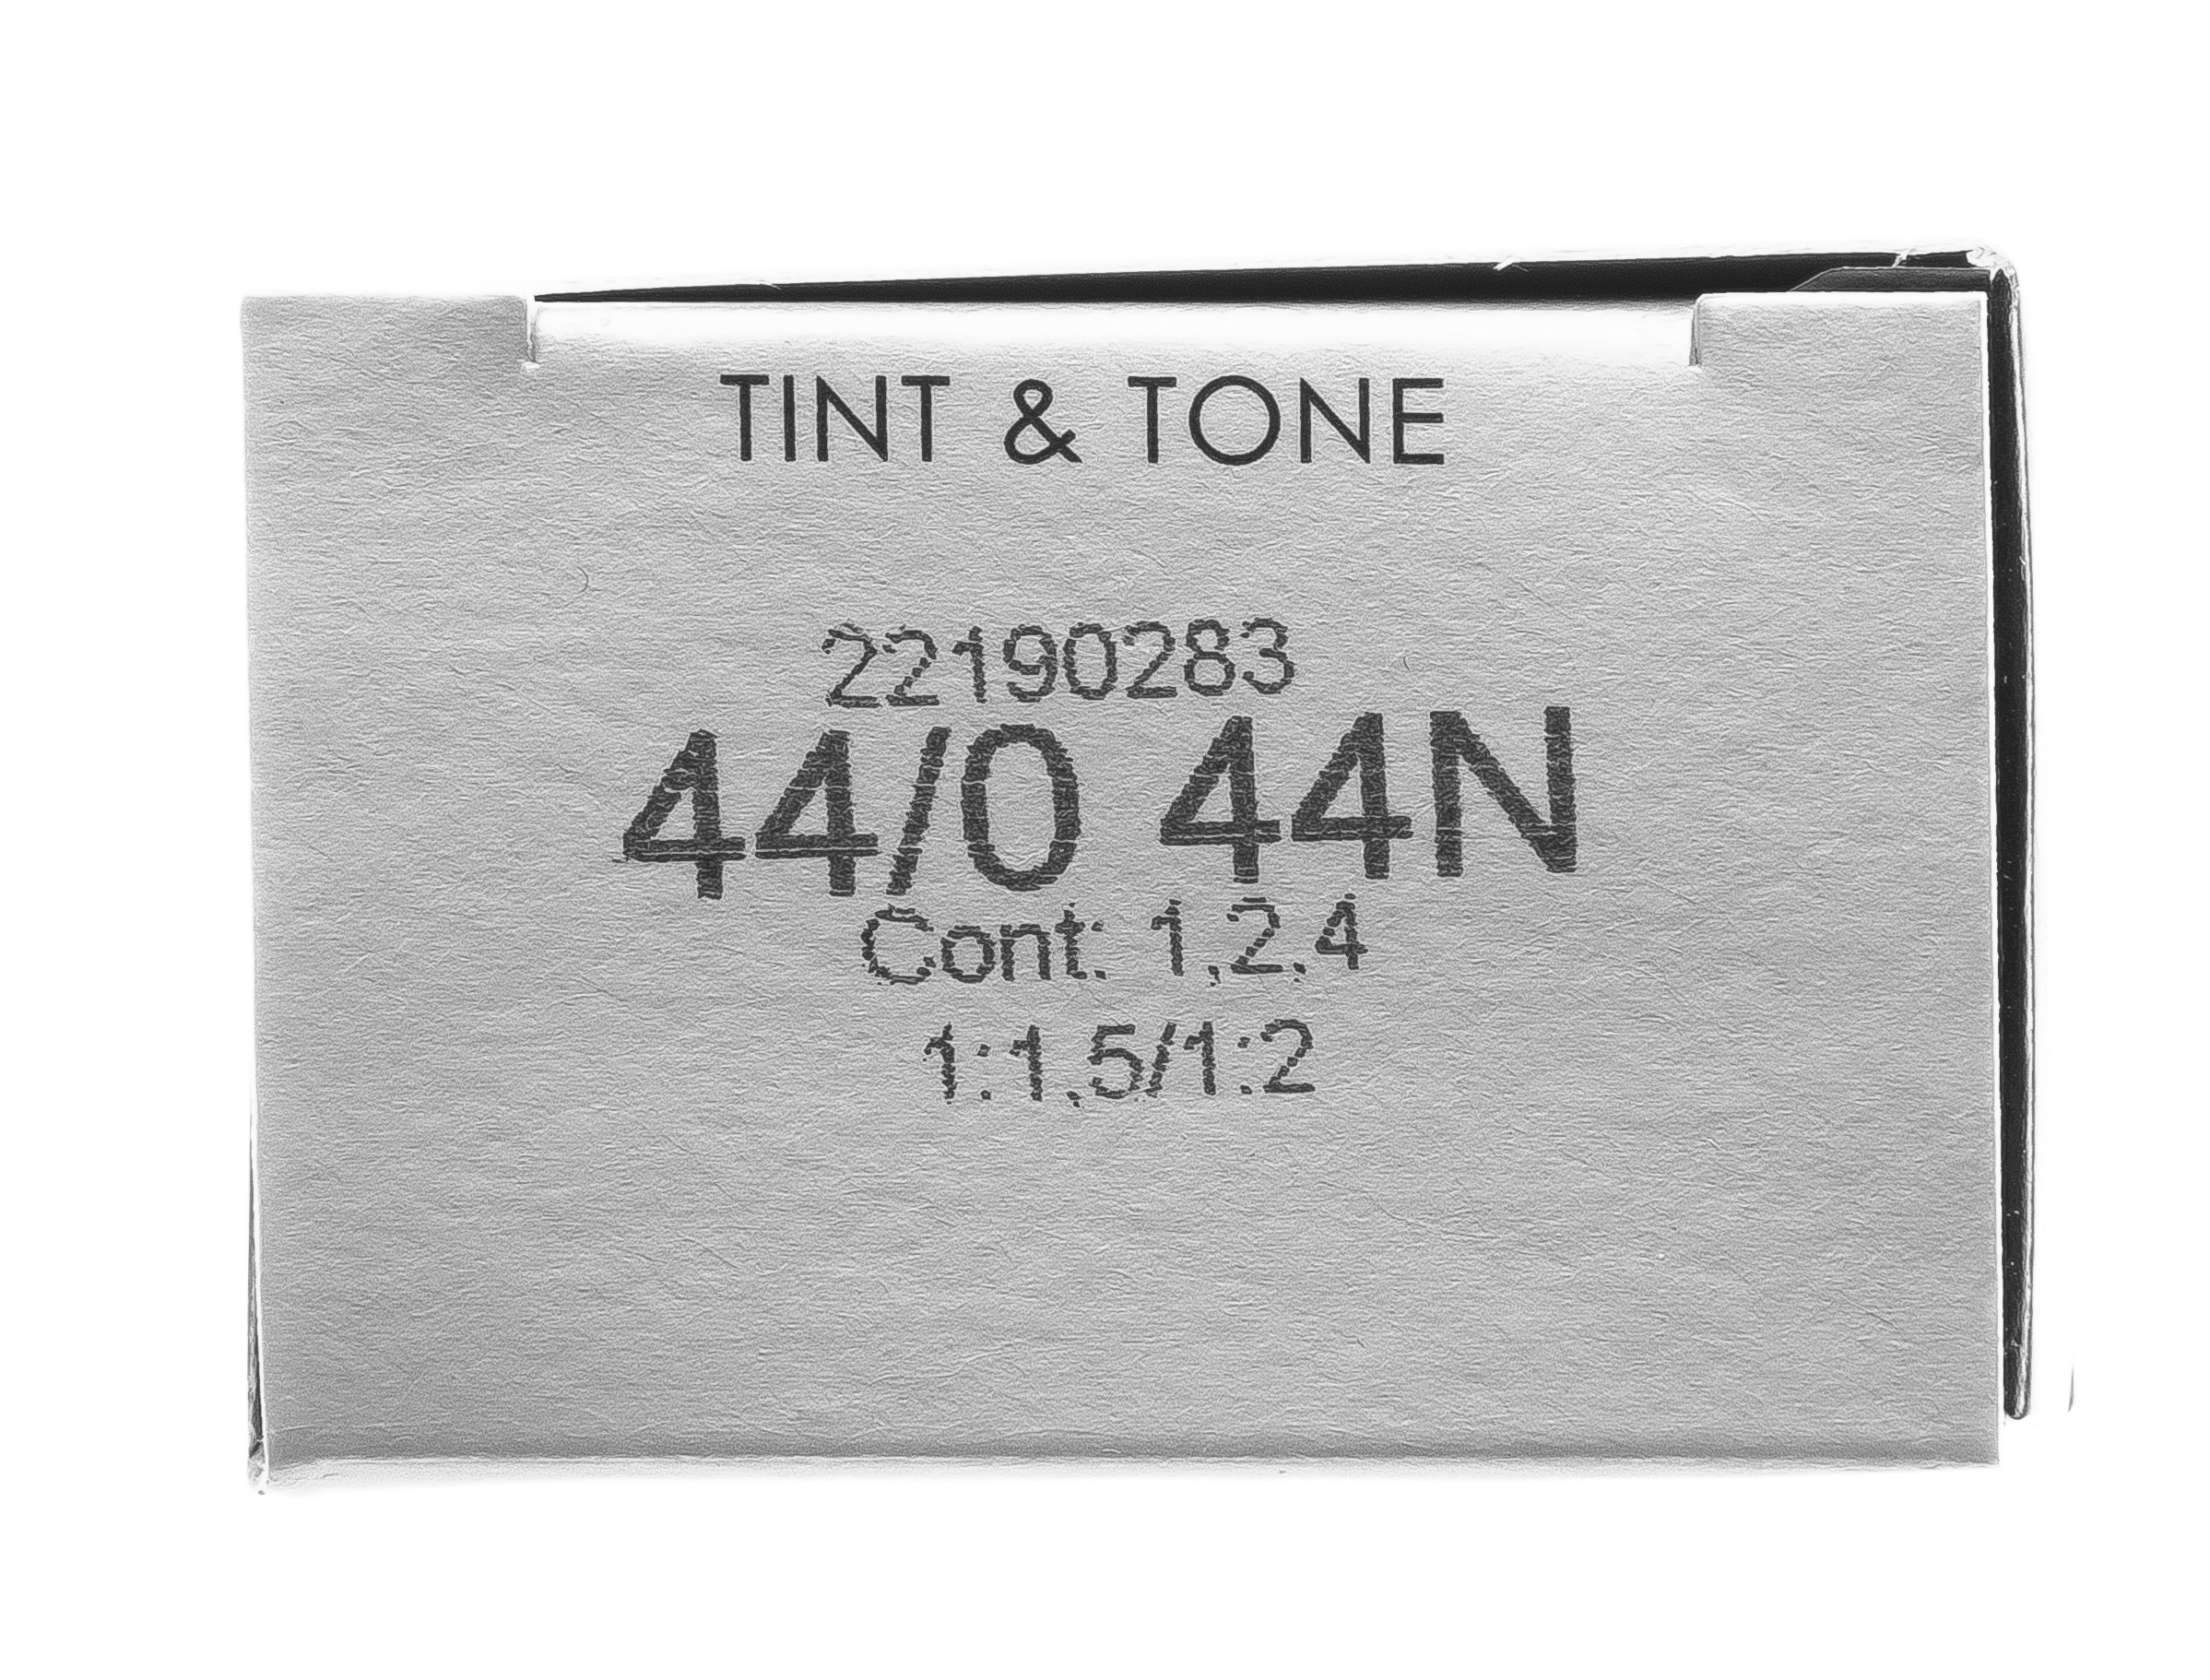 TINT & TONE
22190283
44/0 44N
Cont: 1,2,4
1:1,5/1:2